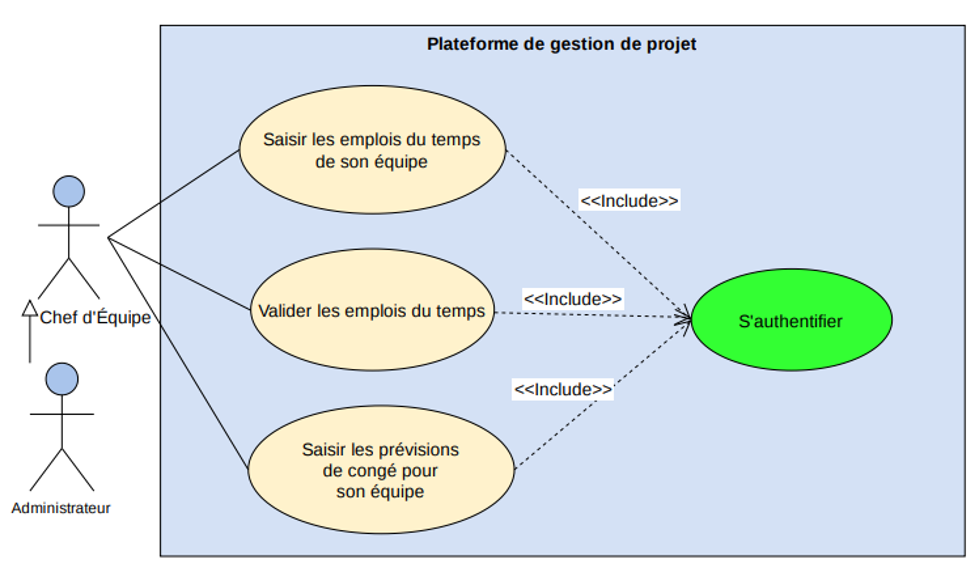 Plateforme de gestion de projet
Saisir les emplois du temps
de son équipe
<<Include>>
Chef d'Équipe
Valider les emplois du temps
<<Include>>
S'authentifier
<<Include>>
Saisir les prévisions
de congé pour
son équipe
Administrateur